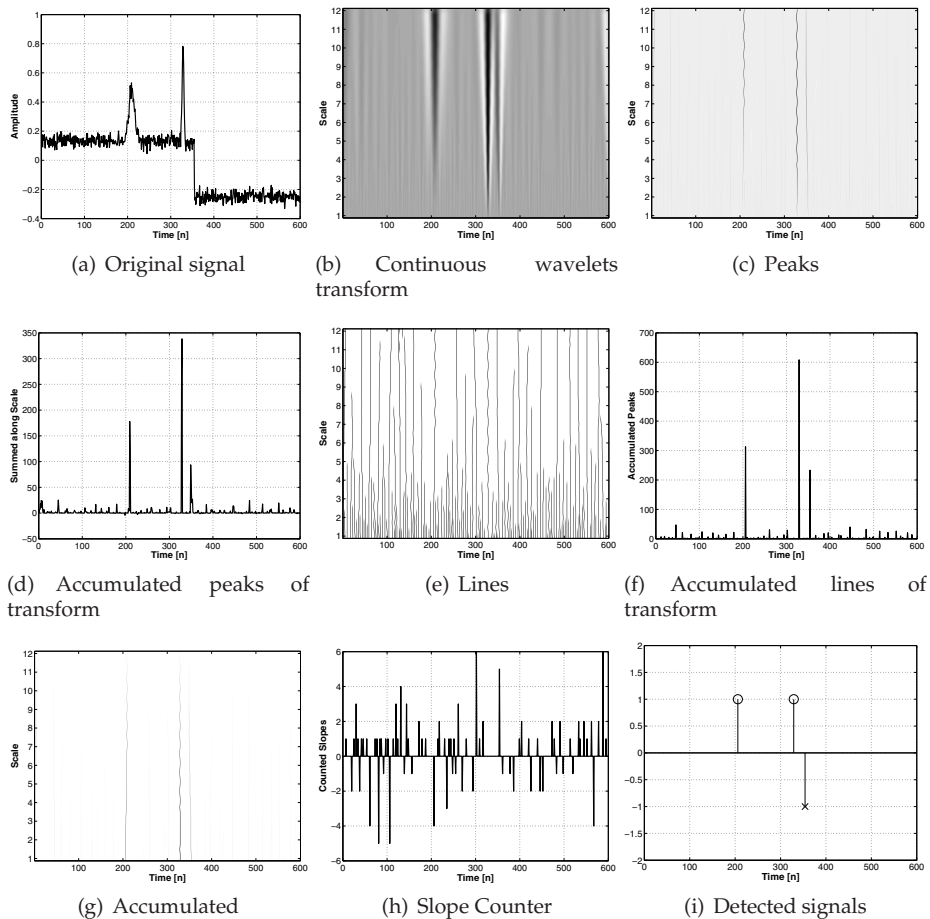 1
0.8
0.6
0.4
0.2
0
−0.2
−0.4
Amplitude
0 100 200 300 400 500 600
Time [n]
(a) Original signal
12
11
10
9
8
7
6
5
4
3
2
1
Scale
0 100 200 300 400 500 600
Time [n]
(b) Continuous wavelets
transform
12
11
10
9
8
7
6
5
4
3
2
1
Scale
0 100 200 300 400 500 600
Time [n]
(c) Peaks
350
300
250
200
150
100
50
0
−50
Summed along Scale
0 100 200 300 400 500 600
Time [n]
(d) Accumulated peaks of
transform
12
11
10
9
8
7
6
5
4
3
2
1
Scale
0 100 200 300 400 500 600
Time [n]
(e) Lines
700
600
500
400
300
200
100
0
Accumulated Peaks
0 100 200 300 400 500 600
Time [n]
(f) Accumulated lines of
transform
12
11
10
9
8
7
6
5
4
3
2
1
Scale
0 100 200 300 400 500 600
Time [n]
(g) Accumulated
6
4
2
0
−2
−4
−6
Counted Slopes
0 100 200 300 400 500 600
Time [n]
(h) Slope Counter
2
1.5
1
0.5
0
−0.5
−1
−1.5
−2
0 100 200 300 400 500 600
Time [n]
(i) Detected signals